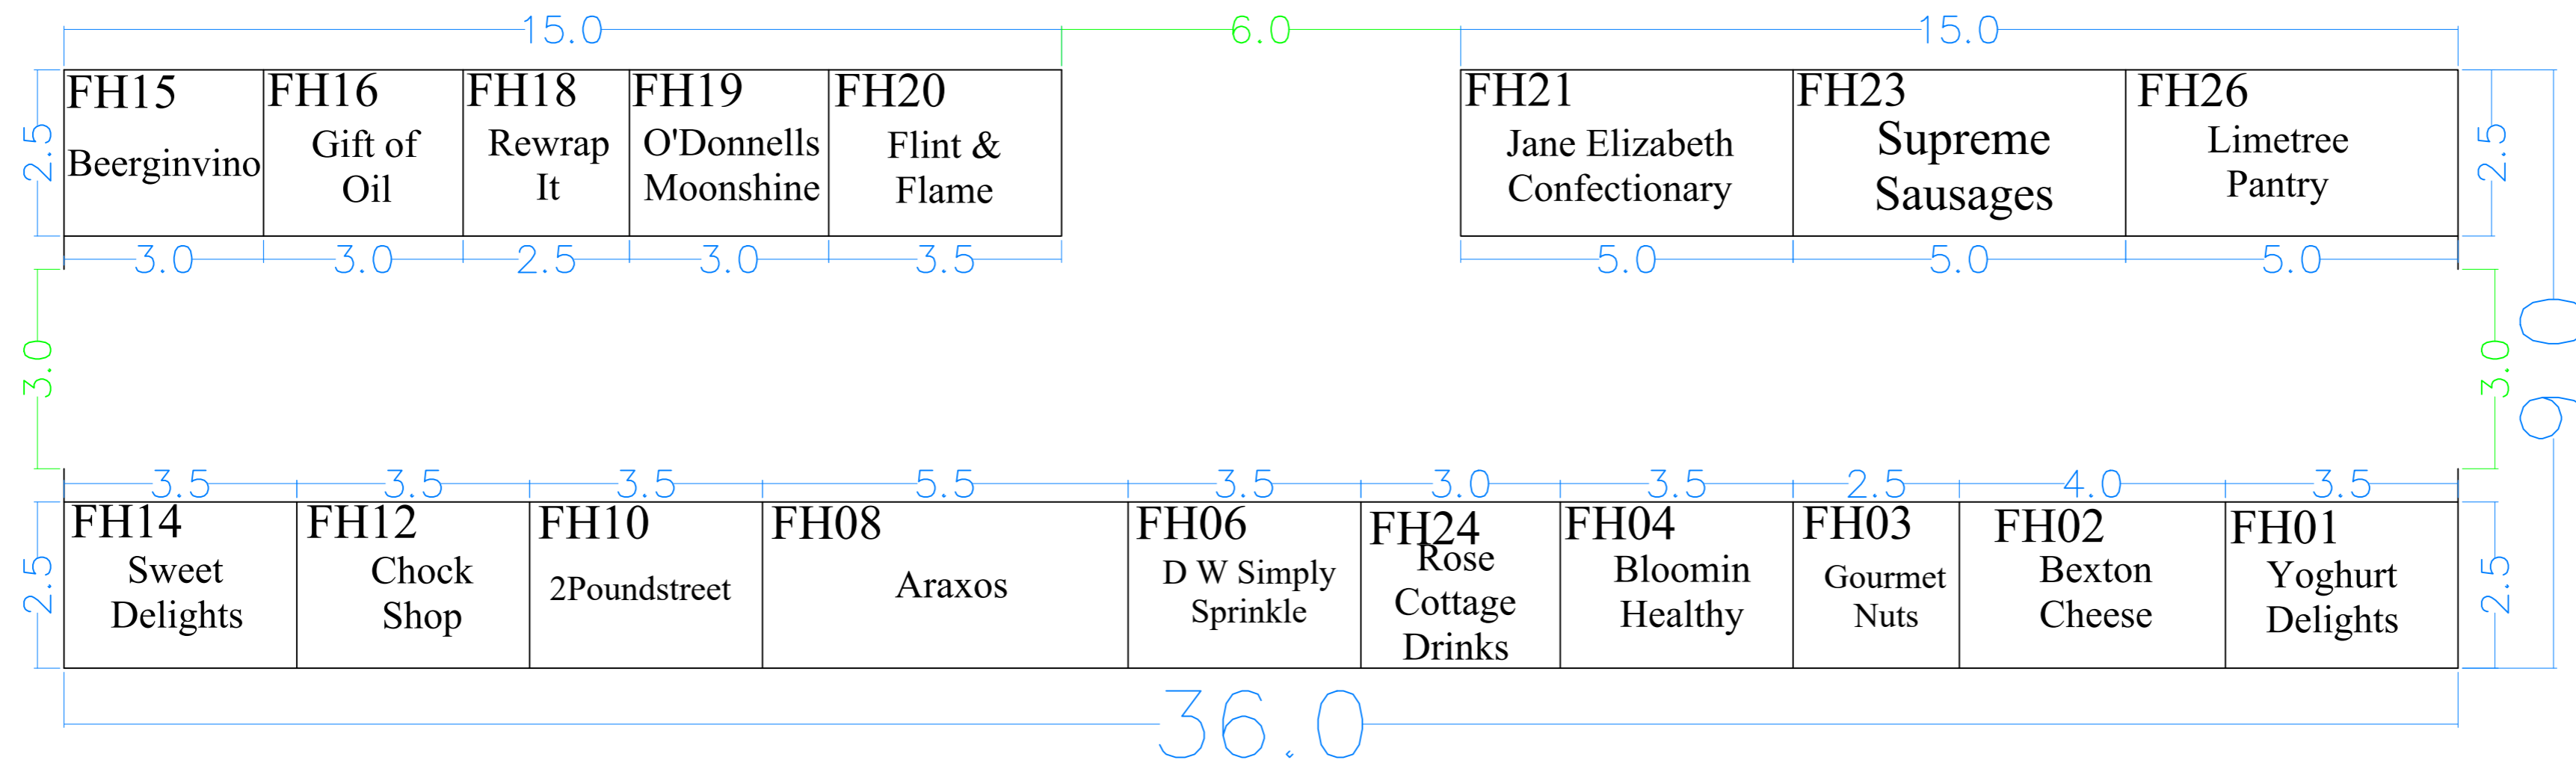 15.0
6.0
15.0
FH15
Beerginvino
FH16
Gift of
Oil
FH18
Rewrap
It
FH19
O'Donnells
Moonshine
FH20
Flint &
Flame
FH21
Jane Elizabeth
Confectionary
FH23
Supreme
Sausages
FH26
Limetree
Pantry
2.5
2.5
3.0
3.0
2.5
3.0
3.5
5.0
5.0
5.0
3.0
3.0
9.0
3.5
3.5
3.5
5.5
3.5
3.0
3.5
2.5
4.0
3.5
2.5
FH14
Sweet
Delights
FH12
Chock
Shop
FH10
2Poundstreet
FH08
Araxos
FH06
D W Simply
Sprinkle
FH24
Rose
Cottage
Drinks
FH04
Bloomin
Healthy
FH03
Gourmet
Nuts
FH02
Bexton
Cheese
FH01
Yoghurt
Delights
2.5
36.0